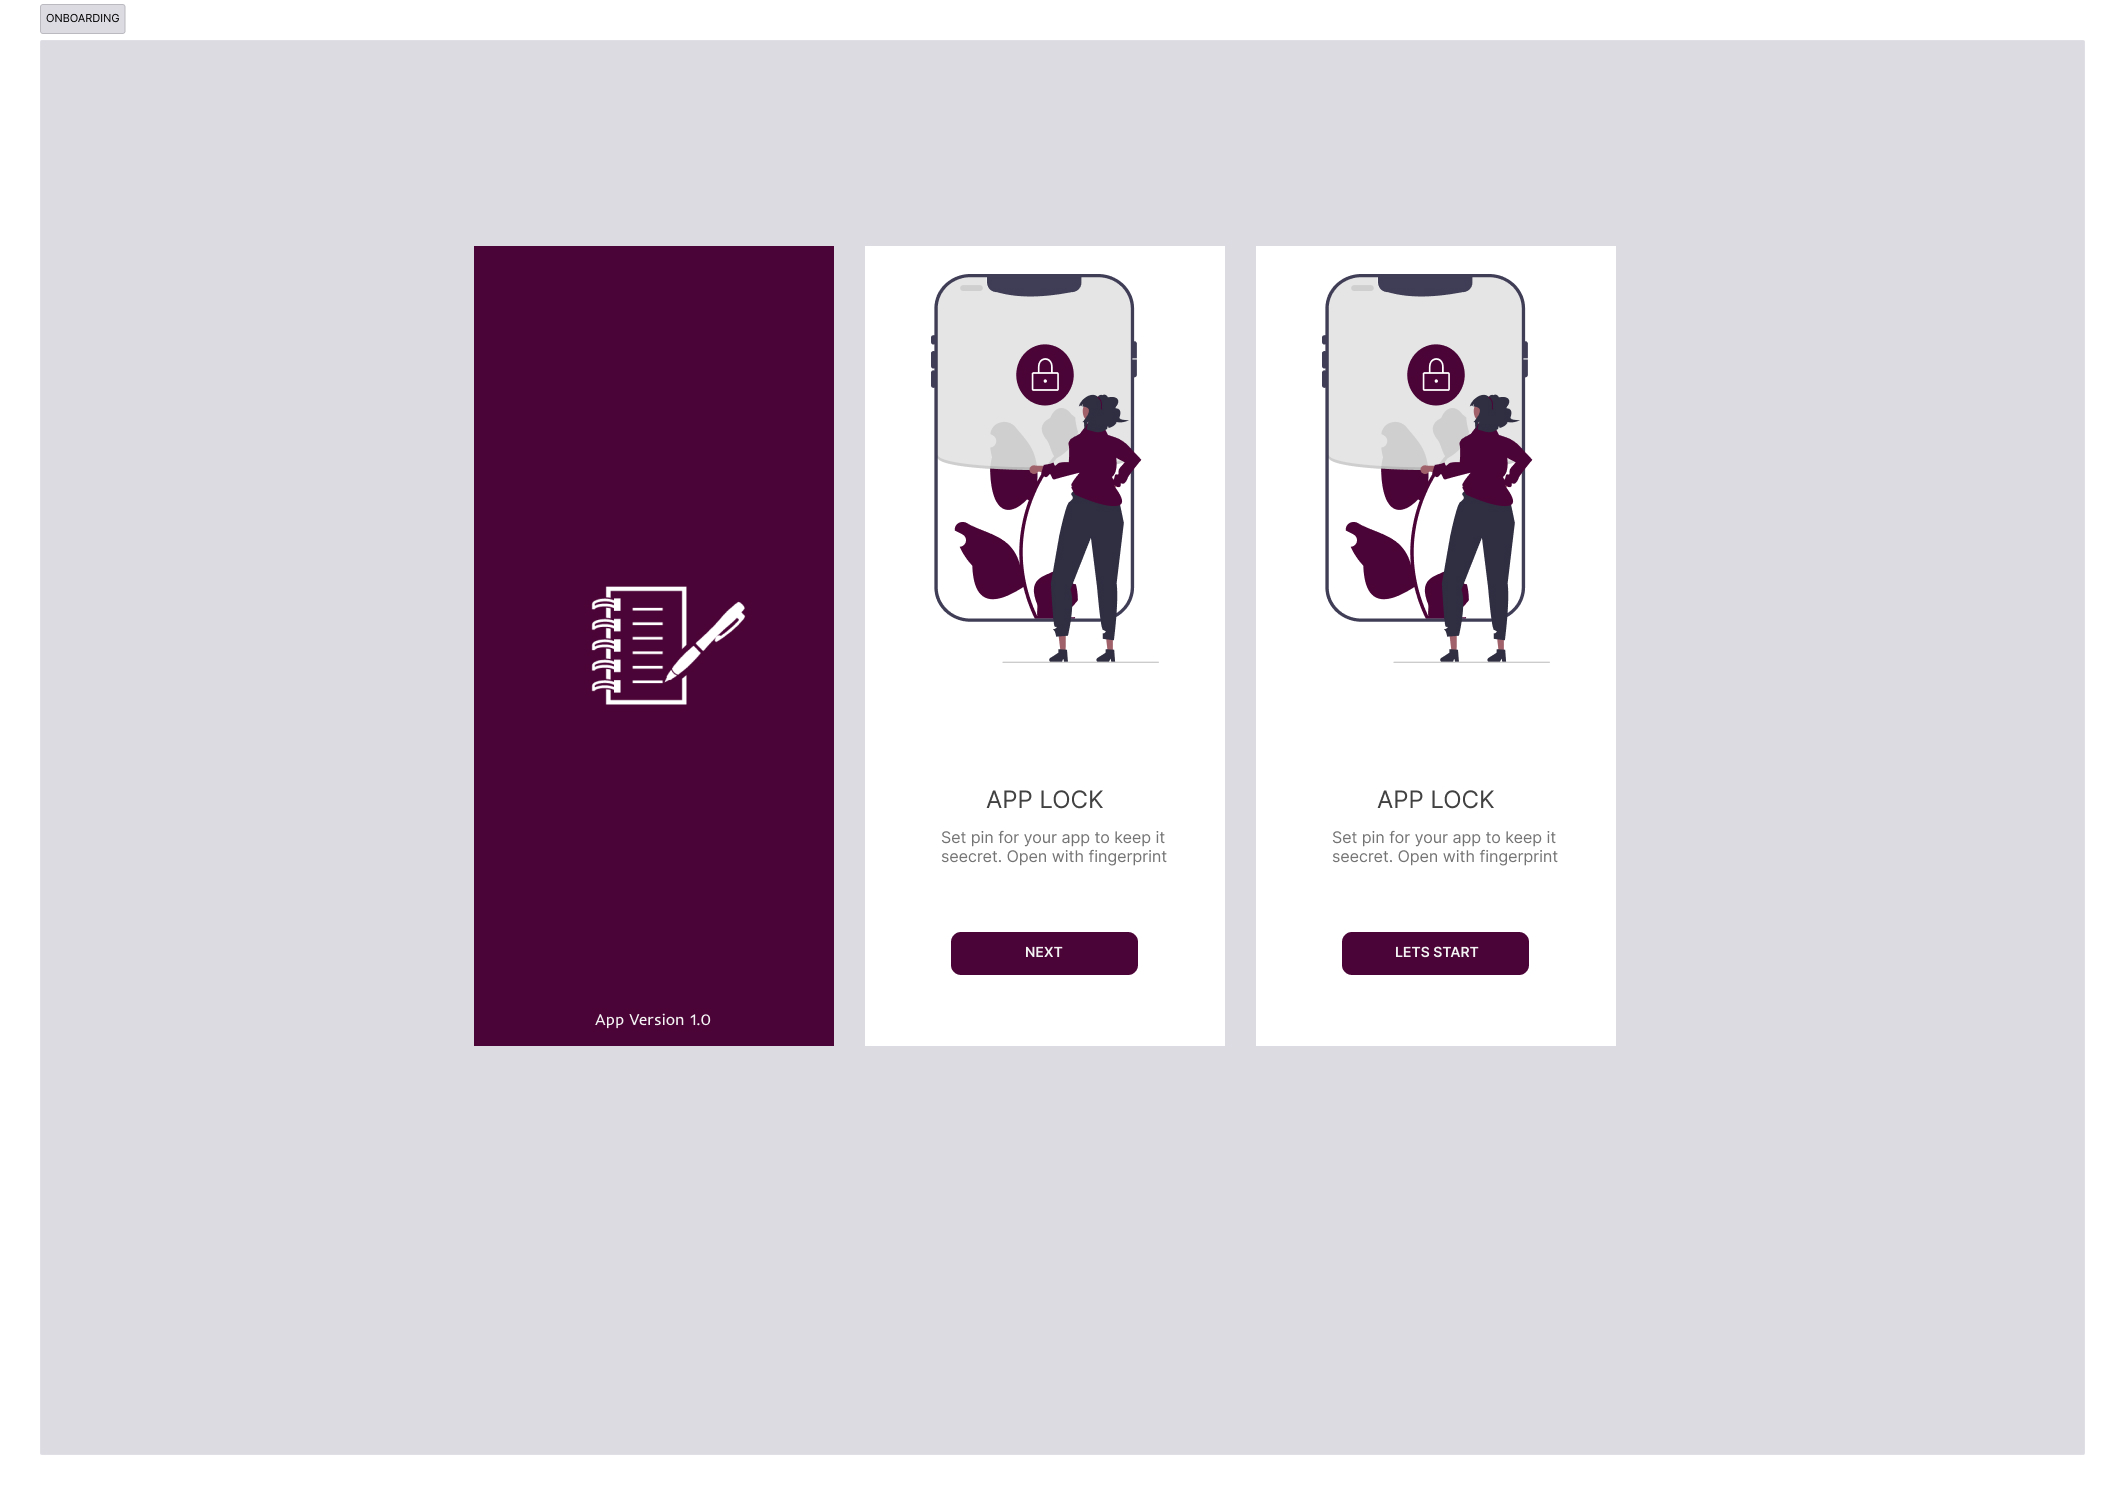 ONBOARDING
App Version 1.0
APP LOCK
Set pin for your app to keep it
seecret. Open with fingerprint
NEXT
APP LOCK
Set pin for your app to keep it
seecret. Open with fingerprint
LETS START